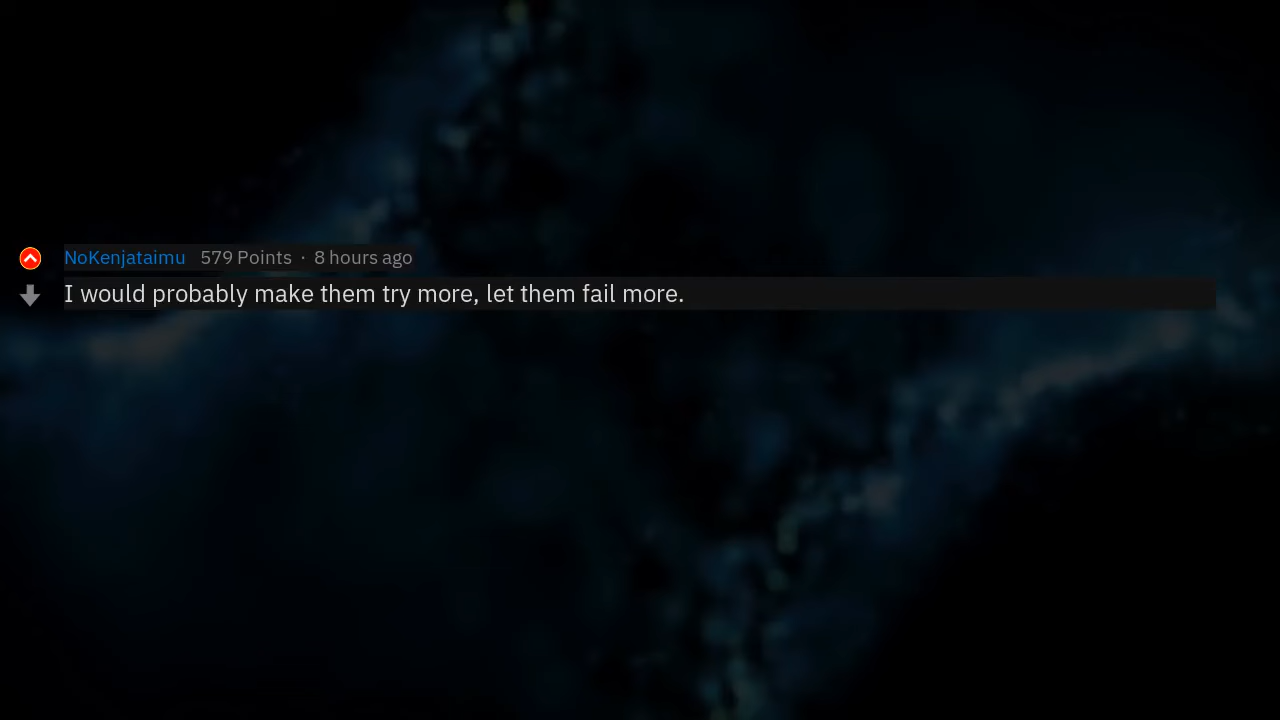 NoKenjataimu 579 Points · 8 hours ago
I would probably make them try more, let them fail more.